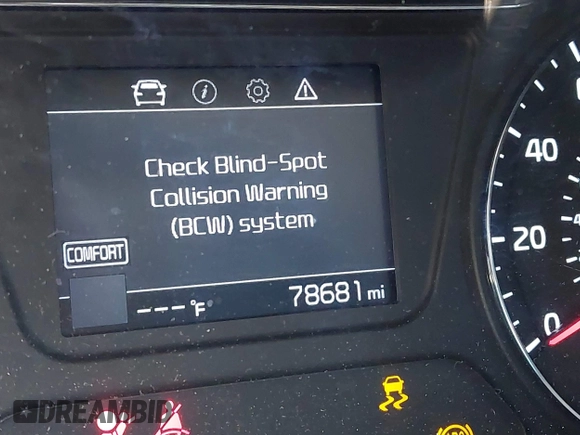 Check Blind-Spot
Collision Warning
(BCW) system
COMFORT
---°F
78681 mi
40
20
0
DREAMBID